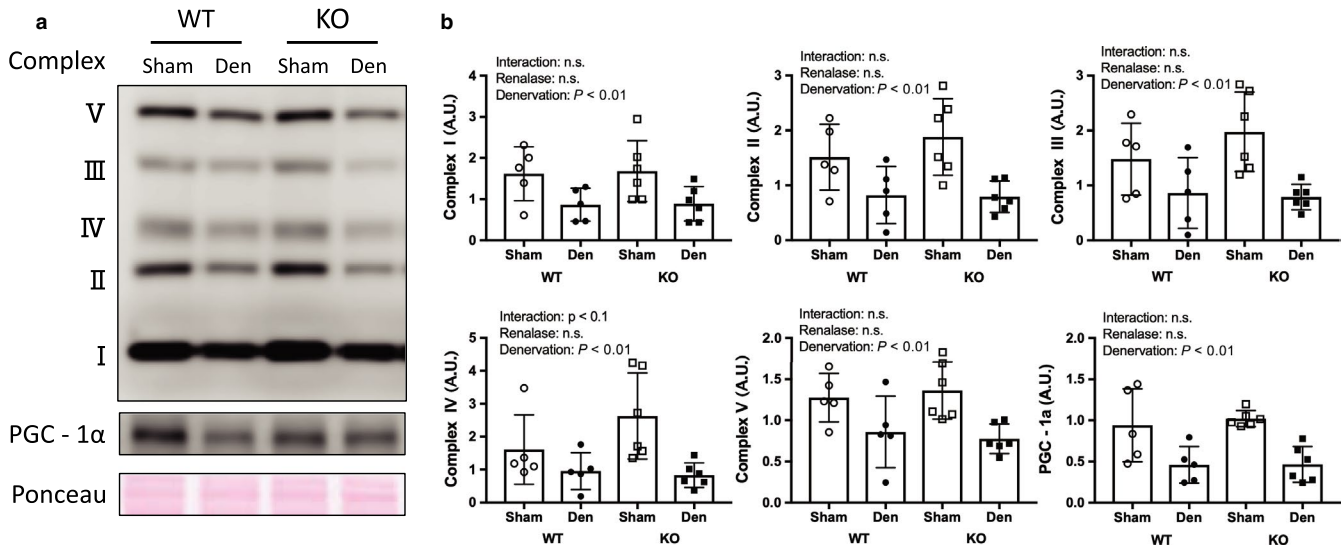 a
WT KO
Complex Sham Den Sham Den
V
III
IV
II
I
PGC - 1α
Ponceau
b
Interaction: n.s.
Renalase: n.s.
Denervation: P < 0.01
Complex I (A.U.)
4
3
2
1
0
Sham Den Sham Den
WT KO
Interaction: n.s.
Renalase: n.s.
Denervation: P < 0.01
Complex II (A.U.)
3
2
1
0
Sham Den Sham Den
WT KO
Interaction: n.s.
Renalase: n.s.
Denervation: P < 0.01
Complex III (A.U.)
3
2
1
0
Sham Den Sham Den
WT KO
Interaction: p < 0.1
Renalase: n.s.
Denervation: P < 0.01
Complex IV (A.U.)
5
4
3
2
1
0
Sham Den Sham Den
WT KO
Interaction: n.s.
Renalase: n.s.
Denervation: P < 0.01
Complex V (A.U.)
2.0
1.5
1.0
0.5
0.0
Sham Den Sham Den
WT KO
Interaction: n.s.
Renalase: n.s.
Denervation: P < 0.01
PGC - 1a (A.U.)
2.0
1.5
1.0
0.5
0.0
Sham Den Sham Den
WT KO